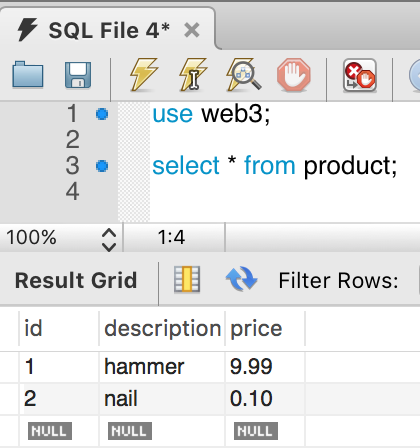 SQL File 4*
1 use web3;
2
3 select * from product;
4
100% 1:4
Result Grid Filter Rows:
id description price
1 hammer 9.99
2 nail 0.10
NULL NULL NULL